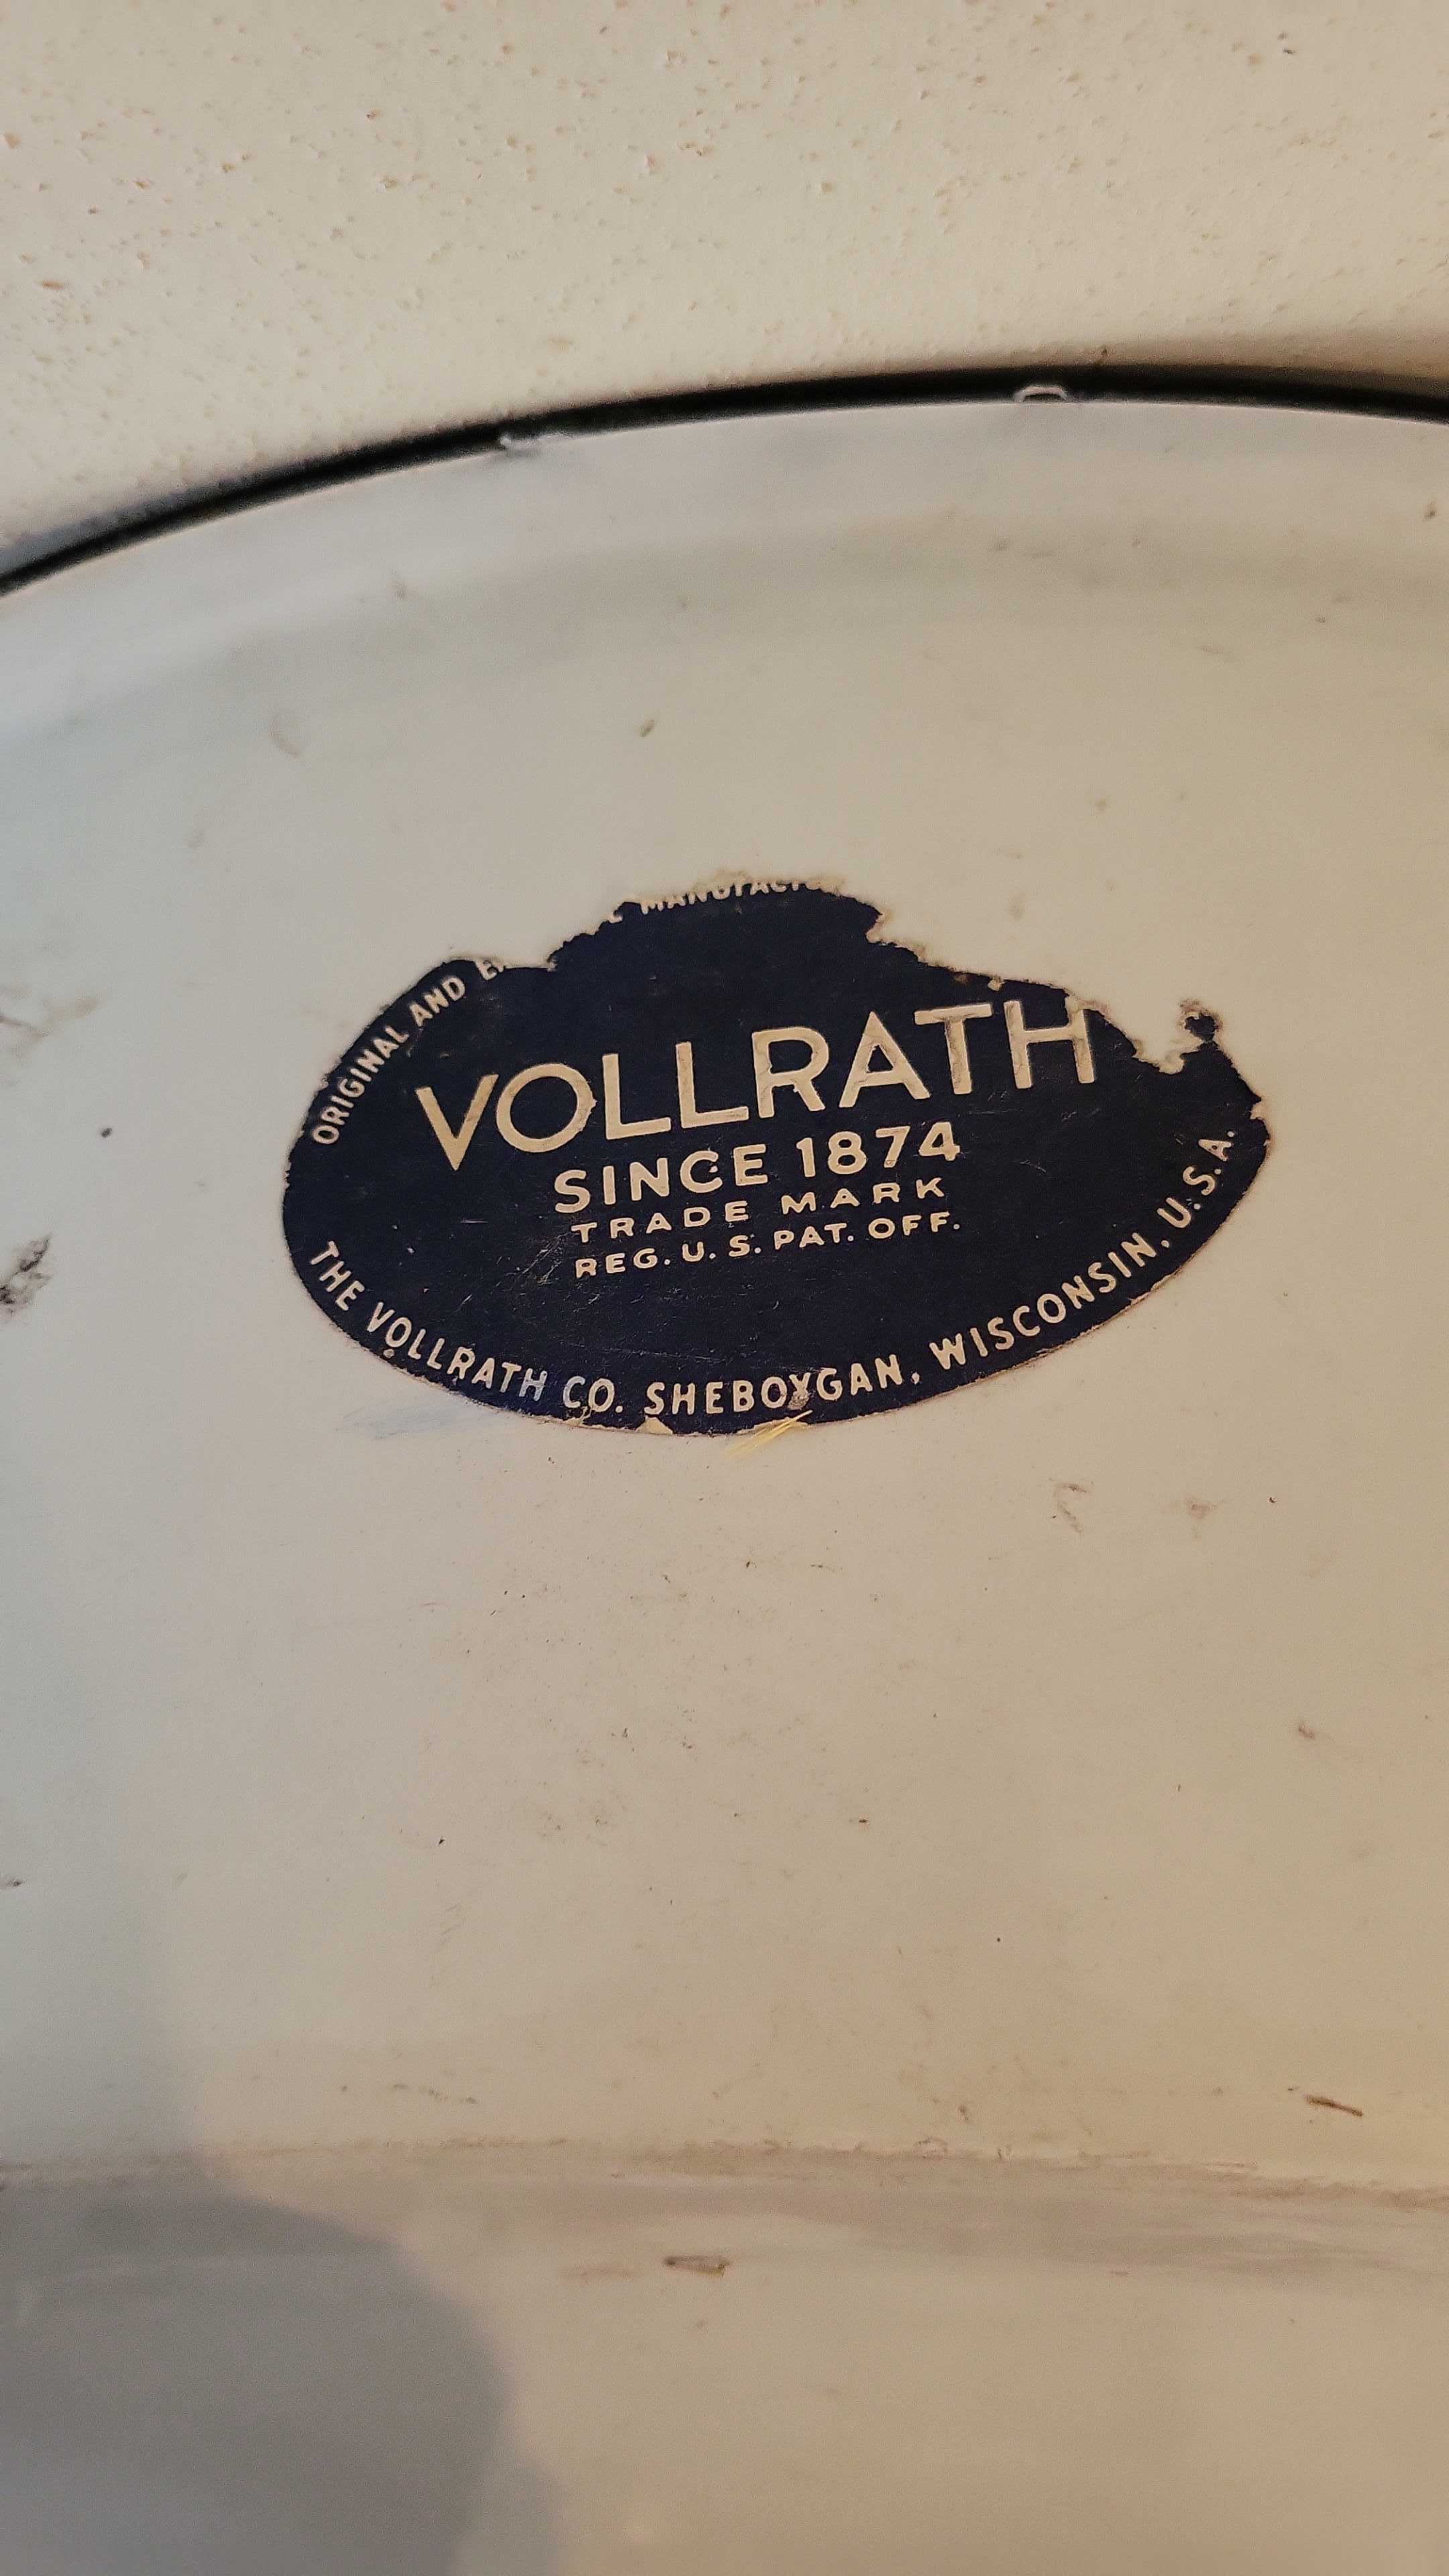 ORIGINAL AND
VOLLRATH
SINCE 1874
TRADE MARK
REG. U. S. PAT. OFF.
THE VOLLRATH CO. SHEBOYGAN, WISCONSIN, U.S.A.